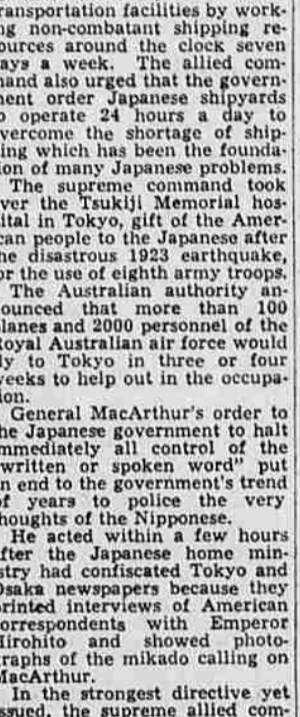 ransportation facilities by work-
ng non-combatant shipping re-
ources around the clock seven
ays a week. The allied com-
mand also urged that the govern-
ment order Japanese shipyards
o operate 24 hours a day to
vercome the shortage of ship-
ing which has been the founda-
ion of many Japanese problems.
The supreme command took
ver the Tsukiji Memorial hos-
ital in Tokyo, gift of the Amer-
can people to the Japanese after
he disastrous 1923 earthquake,
or the use of eighth army troops.
The Australian authority an-
ounced that more than 100
planes and 2000 personnel of the
Royal Australian air force would
ly to Tokyo in three or four
weeks to help out in the occupa-
ion.
General MacArthur's order to
he Japanese government to halt
mmediately all control of the
"written or spoken word" put
n end to the government's trend
of years to police the very
houghts of the Nipponese.
He acted within a few hours
fter the Japanese home min-
stry had confiscated Tokyo and
Osaka newspapers because they
printed interviews of American
orrespondents with Emperor
Hirohito and showed photo-
raphs of the mikado calling on
MacArthur.
In the strongest directive yet
ssued, the supreme allied com-